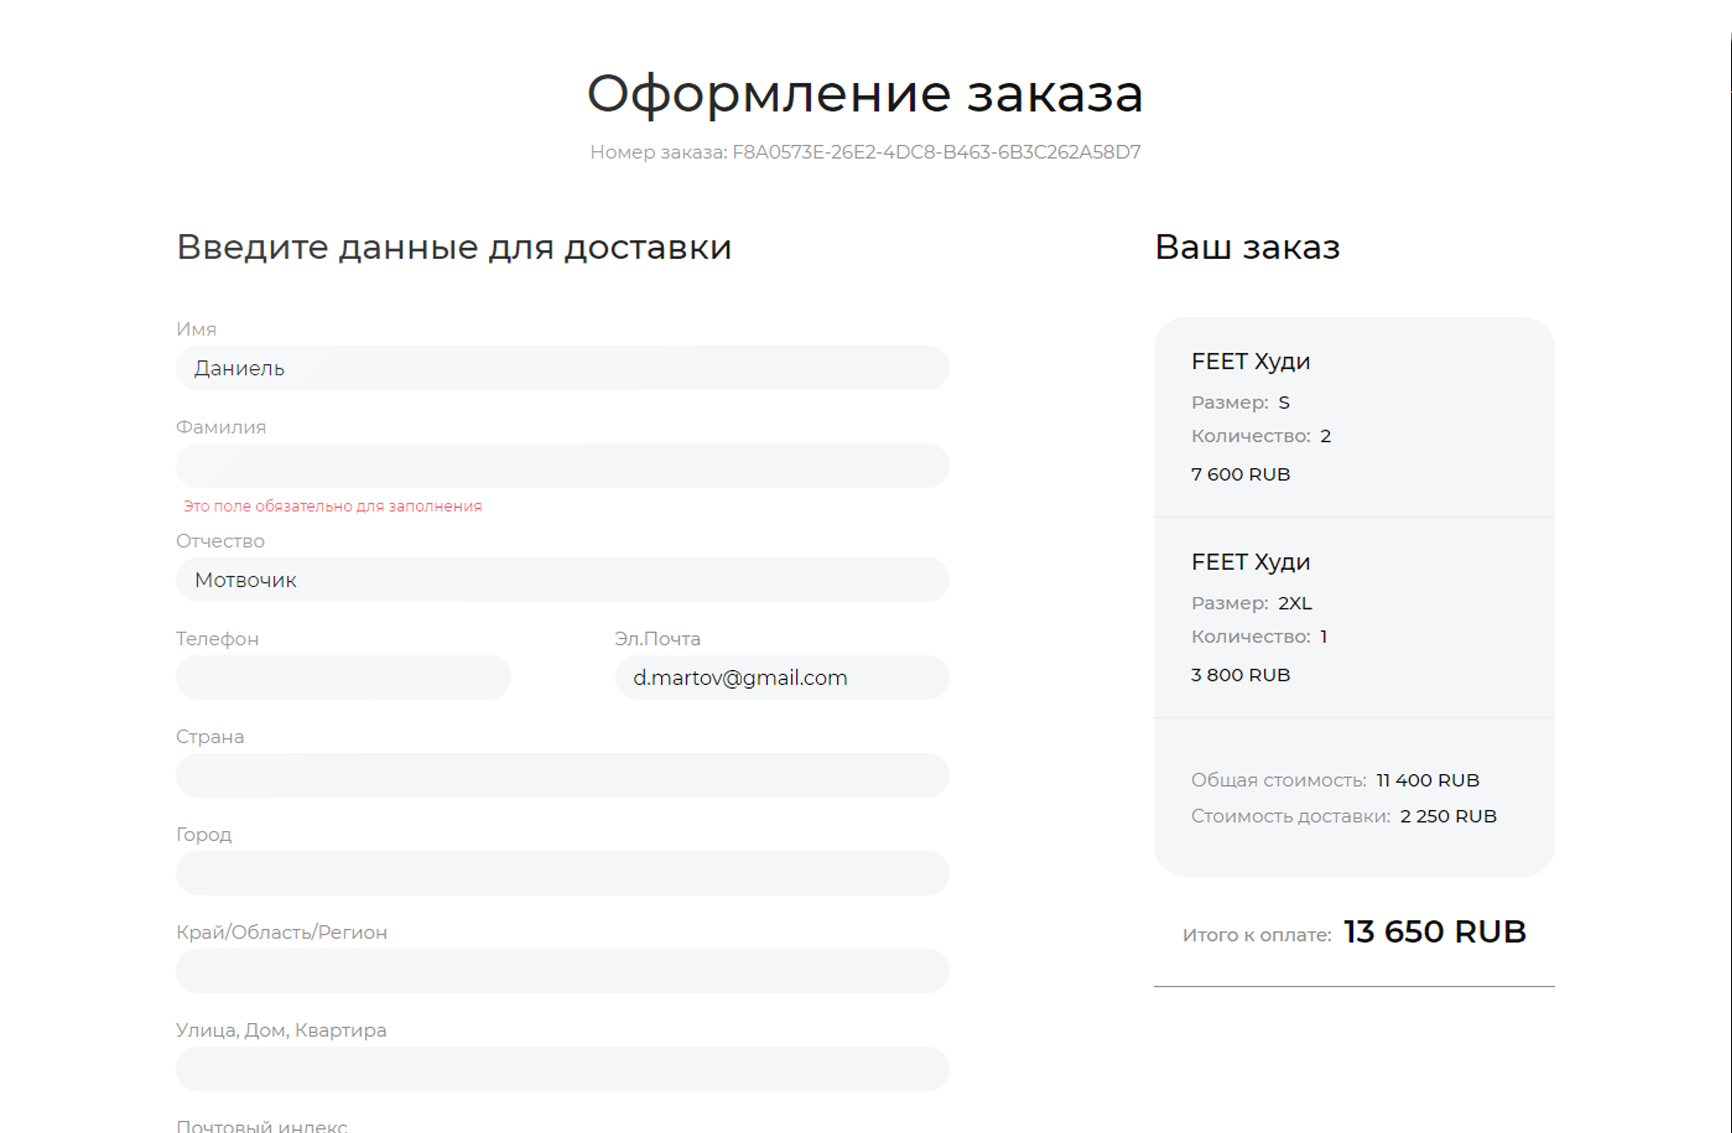 Оформление заказа
Номер заказа: F8A0573E-26E2-4DC8-B463-6B3C262A58D7
Введите данные для доставки
Имя
Даниель
Фамилия
Это поле обязательно для заполнения
Отчество
Мотвочик
Телефон
Эл.Почта
d.martov@gmail.com
Страна
Город
Край/Область/Регион
Улица, Дом, Квартира
Почтовый индекс
Ваш заказ
FEET Худи
Размер: S
Количество: 2
7 600 RUB
FEET Худи
Размер: 2XL
Количество: 1
3 800 RUB
Общая стоимость: 11 400 RUB
Стоимость доставки: 2 250 RUB
Итого к оплате: 13 650 RUB